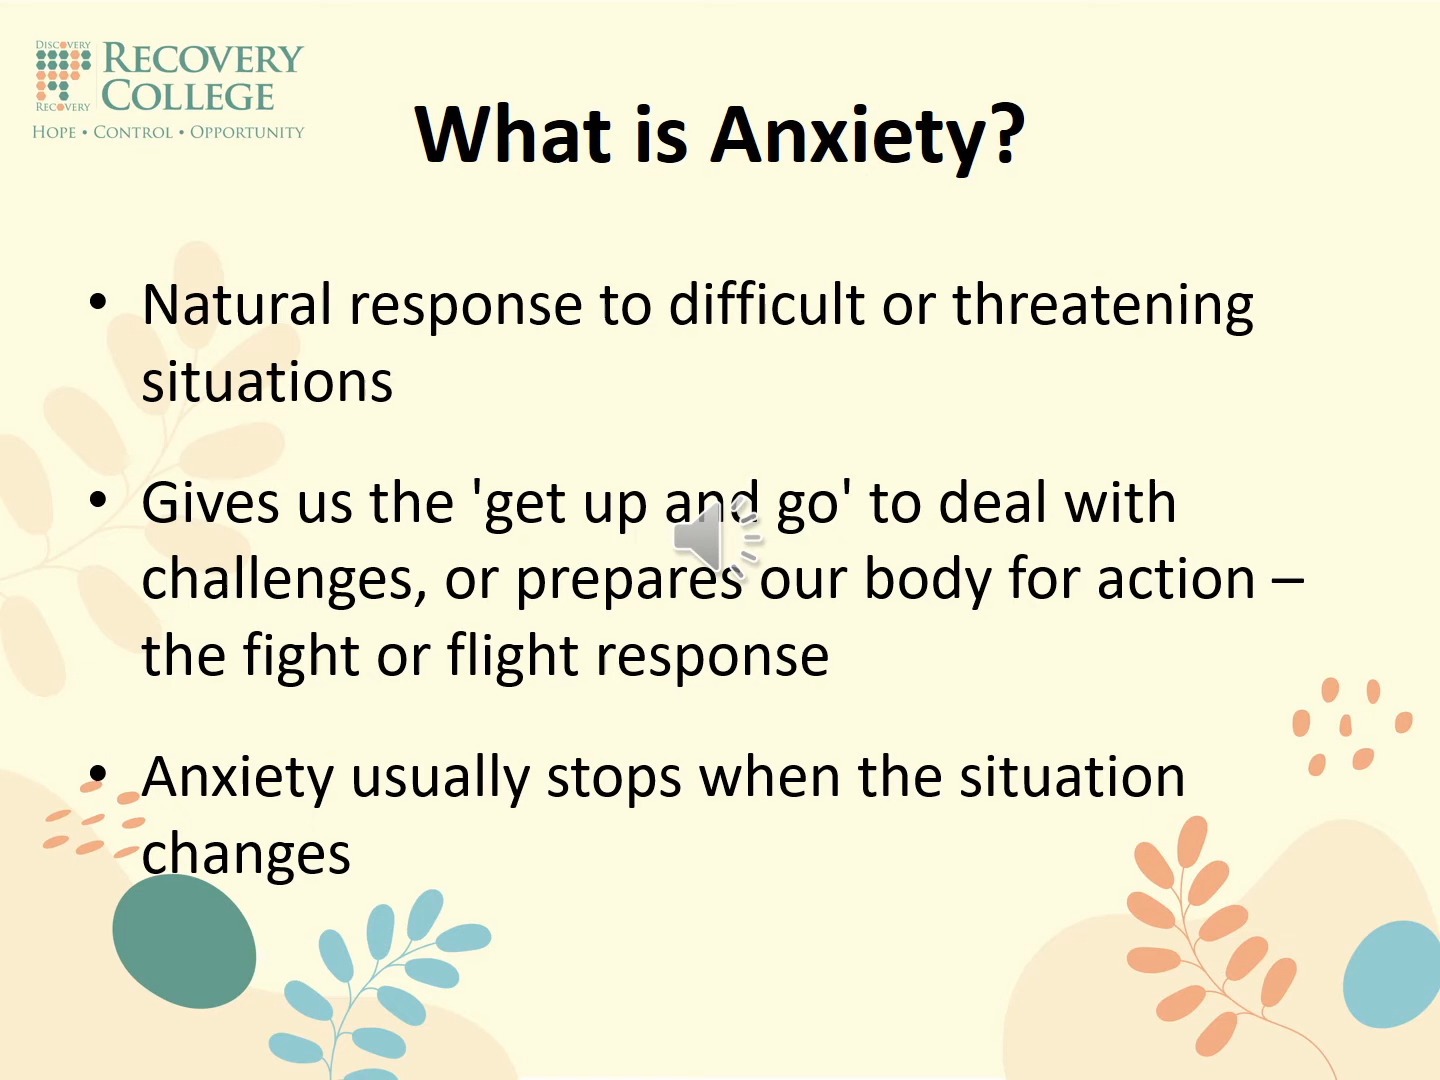 Discovery
Recovery
RECOVERY
COLLEGE
HOPE • CONTROL • OPPORTUNITY
What is Anxiety?
• Natural response to difficult or threatening
situations
• Gives us the 'get up and go' to deal with
challenges, or prepares our body for action –
the fight or flight response
• Anxiety usually stops when the situation
changes